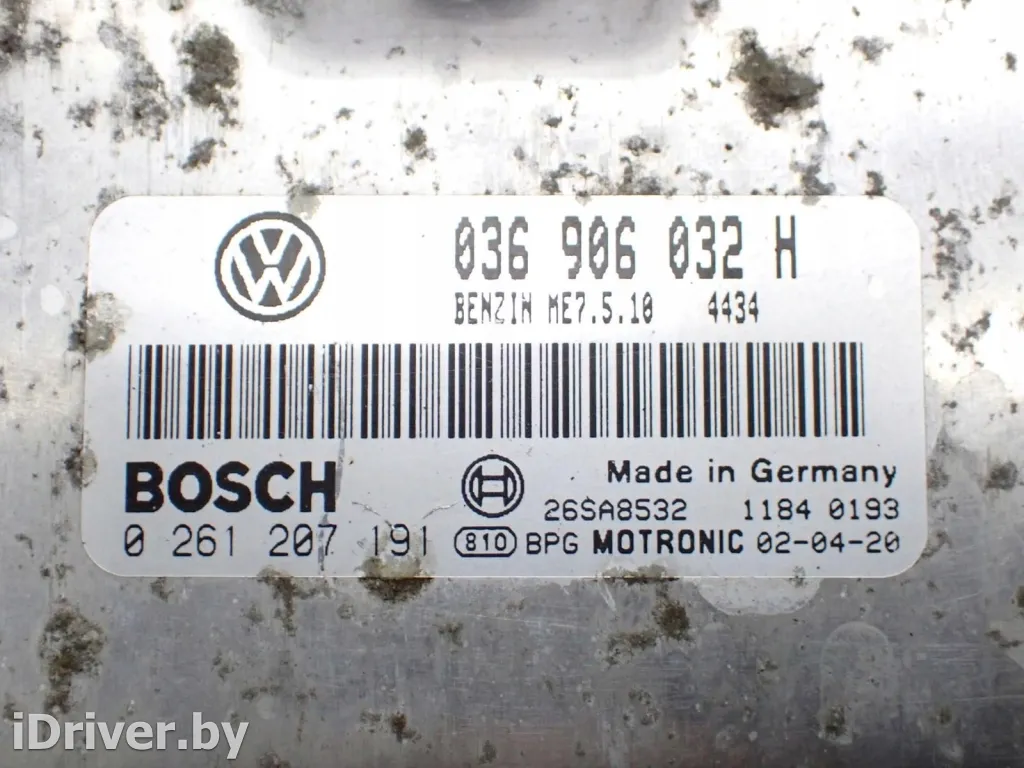 036 906 032 H
BENZIN ME7.5.10 4434
BOSCH
Made in Germany
26SA8532 1184 0193
0 261 207 191 810 BPG MOTRONIC 02-04-20
iDriver.by